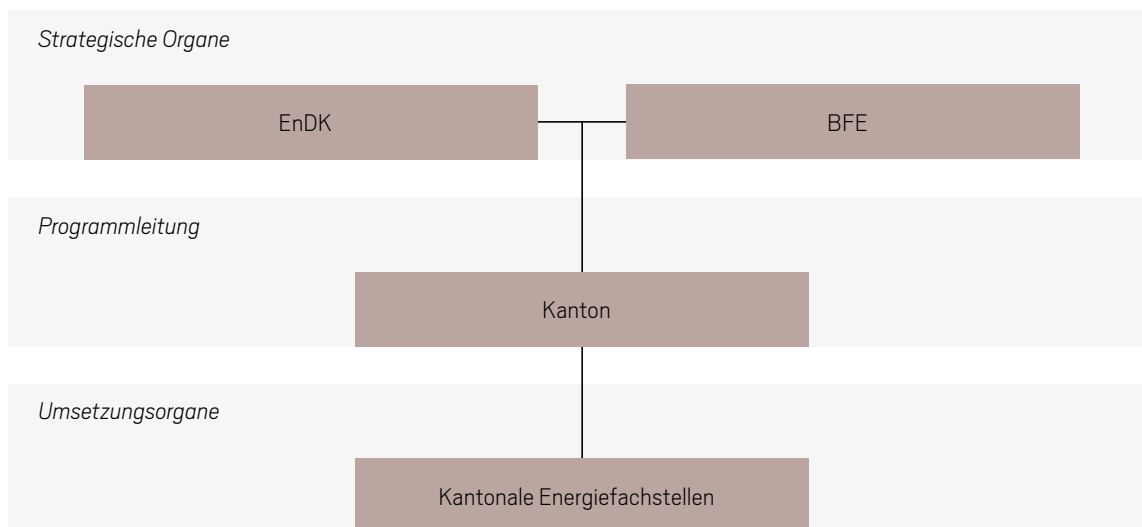 Strategische Organe
EnDK
BFE
Programmleitung
Kanton
Umsetzungsorgane
Kantonale Energiefachstellen